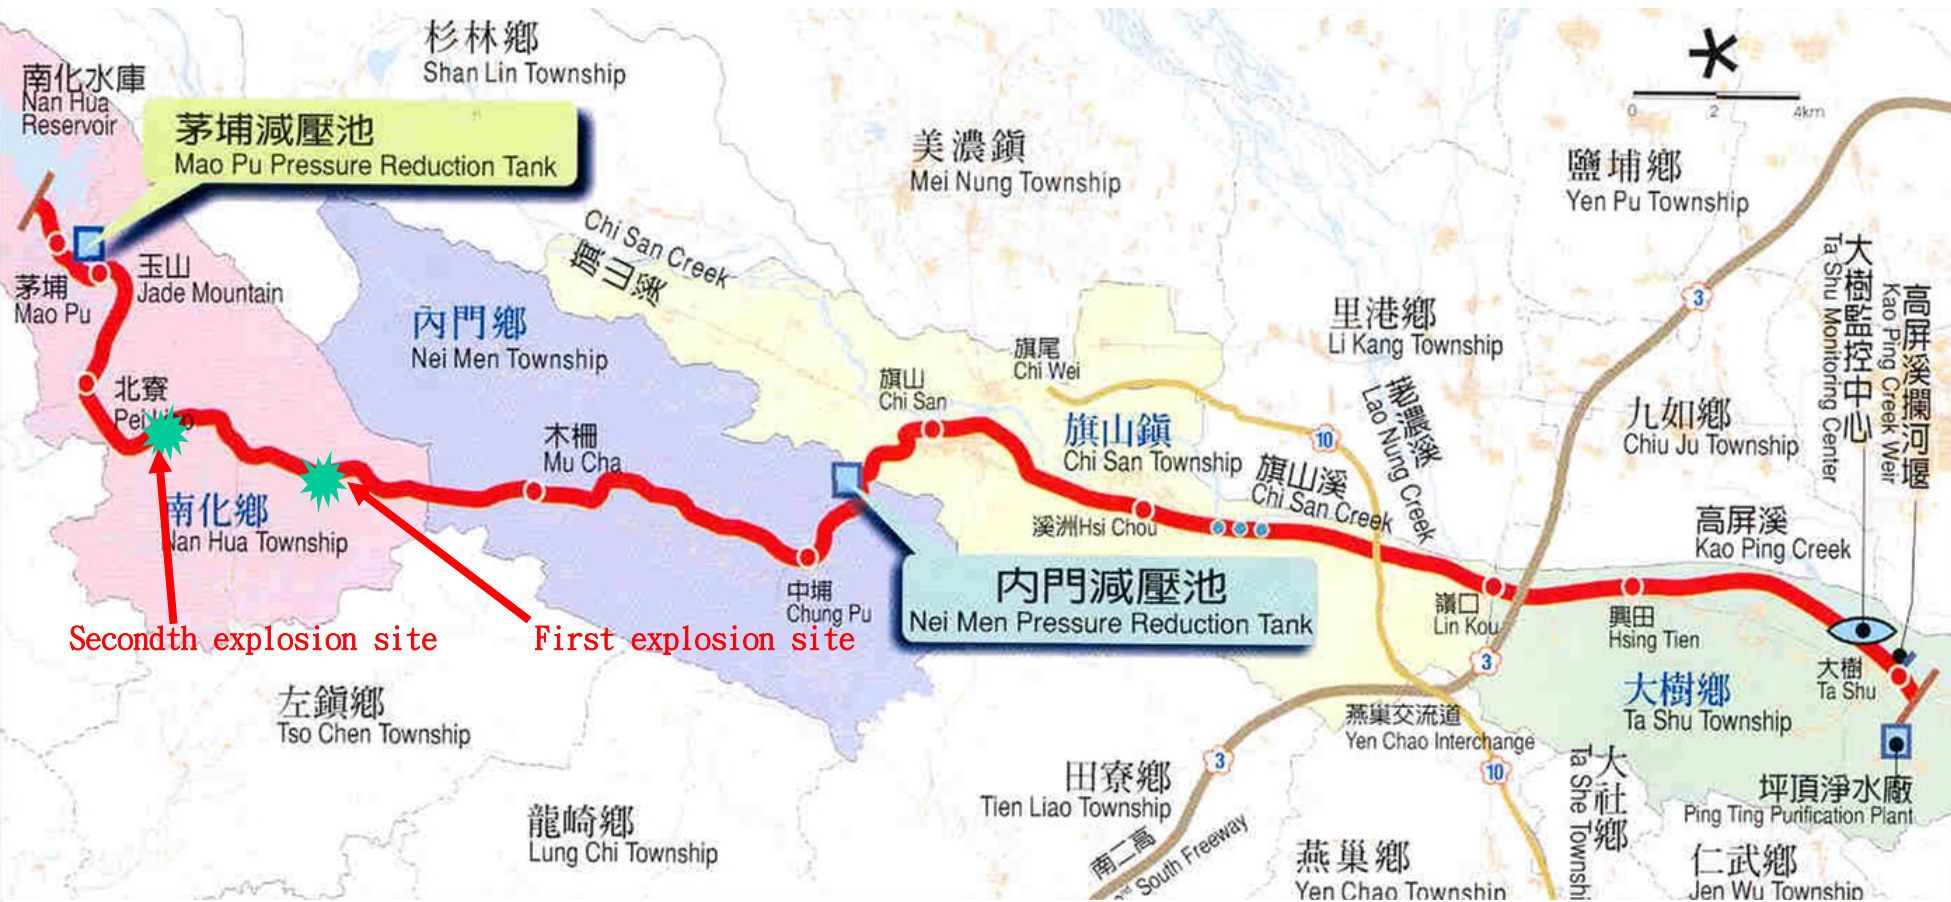 杉林鄉
Shan Lin Township
南化水庫
Nan Hua
Reservoir
茅埔減壓池
Mao Pu Pressure Reduction Tank
美濃鎮
Mei Nung Township
0 2 4km
鹽埔鄉
Yen Pu Township
Chi San Creek
旗山溪
玉山
Jade Mountain
茅埔
Mao Pu
內門鄉
Nei Men Township
大樹監控中心
Ta Shu Monitoring Center
高屏溪攔河堰
Kao Ping Creek Weir
3
里港鄉
Li Kang Township
旗尾
Chi Wei
旗山
Chi San
北寮
旗山鎮
Chi San Township
10
荖濃溪
Lao Nung Creek
九如鄉
Chiu Ju Township
木柵
Mu Cha
旗山溪
Chi San Creek
南化鄉
Nan Hua Township
溪洲Hsi Chou
高屏溪
Kao Ping Creek
內門減壓池
Nei Men Pressure Reduction Tank
中埔
Chung Pu
嶺口
Lin Kou
興田
Hsing Tien
Secondth explosion site
First explosion site
3
大樹
Ta Shu
左鎮鄉
Tso Chen Township
大樹鄉
Ta Shu Township
燕巢交流道
Yen Chao Interchange
3
10
田寮鄉
Tien Liao Township
大社鄉
Ta She Township
坪頂淨水廠
Ping Ting Purification Plant
龍崎鄉
Lung Chi Township
南二高
South Freeway
燕巢鄉
Yen Chao Township
仁武鄉
Jen Wu Township